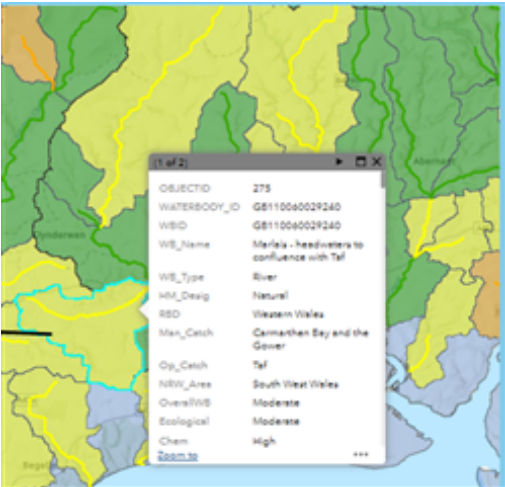 (1 of 2)
Abernant
OBJECTID 275
WATERBODY_ID GB110060029240
WBID GB110060029240
WB_Name Marlais - headwaters to
confluence with Taf
WB_Type River
HM_Desig Natural
RBD Western Wales
Man_Catch Carmarthen Bay and the
Gower
Op_Catch Taf
NRW_Area South West Wales
OverallWB Moderate
Ecological Moderate
Chem High
Zoom to